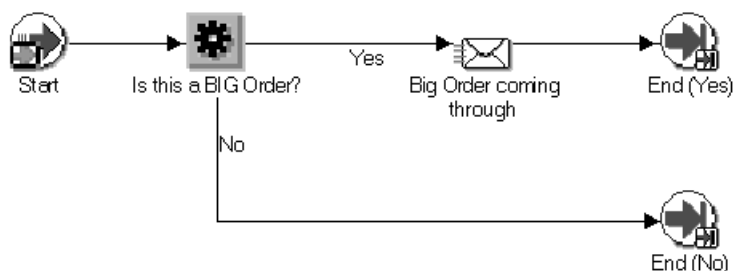 Yes
Start
Is this a BIG Order?
Big Order coming
through
End (Yes)
No
End (No)